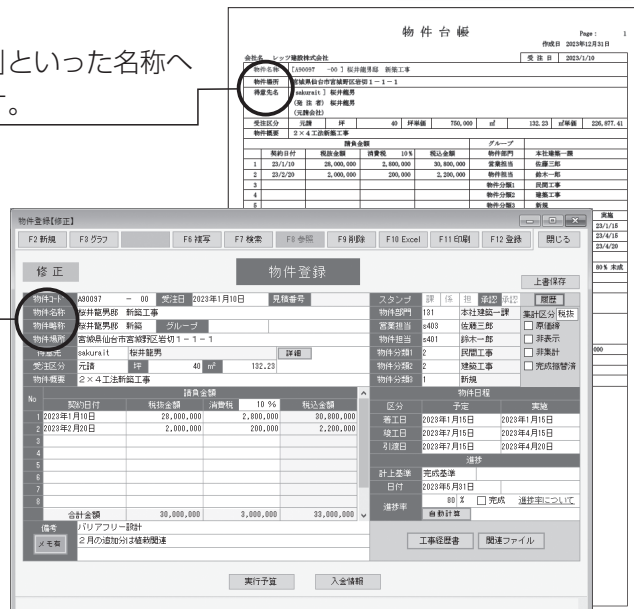 といった名称へ
す。
物件台帳
Page : 1
作成日 2023年12月31日
会社名 レッツ建設株式会社
受注日 2023/1/10
物件名称 [A90097 -00 ] 桜井龍男邸 新築工事
物件場所 宮城県仙台市宮城野区岩切1-1-1
得意先名 [sakurait ] 桜井龍男
(発 注 者) 桜井龍男
(元請会社)
受注区分 元請 坪 40 坪単価 750,000 ㎡ 132.23 ㎡単価 226,877.41
物件概要 2×4工法新築工事
請負金額 グループ
契約日付 税抜金額 消費税 10% 税込金額 物件部門 本社建築一課
1 23/1/10 28,000,000 2,800,000 30,800,000 営業担当 佐藤三郎
2 23/2/20 2,000,000 200,000 2,200,000 物件担当 鈴木一郎
3 物件分類1 民間工事
4 物件分類2 建築工事
5 物件分類3 新規
実施
23/1/15
23/4/15
23/4/20
80% 未成
000
物件登録【修正】
F2 新規 F3 グラフ F6 複写 F7 検索 F8 参照 F9 削除 F10 Excel F11 印刷 F12 登録 閉じる
修正 物件登録 上書保存
物件コード A90097 - 00 受注日 2023年1月10日 見積番号 スタンプ 課 係 担 承認 承認 履歴
物件名称 桜井龍男邸 新築工事 物件部門 131 本社建築一課 集計区分 税抜
物件略称 桜井龍男邸 新築 グループ 営業担当 s403 佐藤三郎 原価締
物件場所 宮城県仙台市宮城野区岩切1-1-1 物件担当 s401 鈴木一郎 非表示
得意先 sakurait 桜井龍男 詳細 物件分類1 2 民間工事 非集計
受注区分 元請 坪 40 ㎡ 132.23 物件分類2 2 建築工事 完成振替済
物件概要 2×4工法新築工事 物件分類3 1 新規
No 請負金額 物件日程
契約日付 税抜金額 消費税 10 % 税込金額 区分 予定 実施
1 2023年1月10日 28,000,000 2,800,000 30,800,000 着工日 2023年1月15日 2023年1月15日
2 2023年2月20日 2,000,000 200,000 2,200,000 竣工日 2023年7月15日 2023年4月15日
3 引渡日 2023年7月15日 2023年4月20日
4 進捗
5 計上基準 完成基準
6 日付 2023年5月31日
7 進捗率 80 % 完成 進捗率について
8 自動計算
合計金額 30,000,000 3,000,000 33,000,000
備考 バリアフリー設計
メモ有 2月の追加分は植栽関連
工事経歴書 関連ファイル
実行予算 入金情報